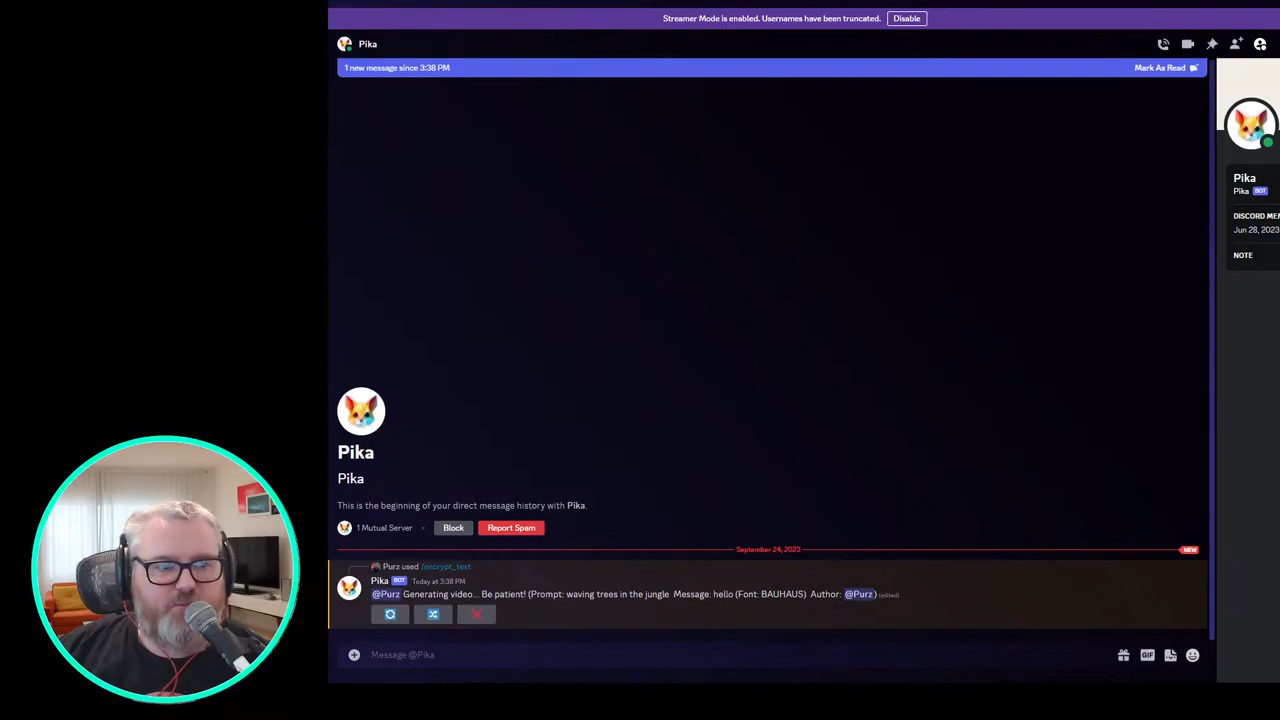 Streamer Mode is enabled. Usernames have been truncated. Disable
Pika
1 new message since 3:38 PM Mark As Read
Pika
Pika BOT
DISCORD MEM
Jun 28, 2023
NOTE
Pika
Pika
This is the beginning of your direct message history with Pika.
1 Mutual Server • Block Report Spam
September 24, 2023 NEW
Purz used /encrypt_text
Pika BOT Today at 3:38 PM
@Purz Generating video... Be patient! (Prompt: waving trees in the jungle Message: hello (Font: BAUHAUS) Author: @Purz) (edited)
Message @Pika GIF